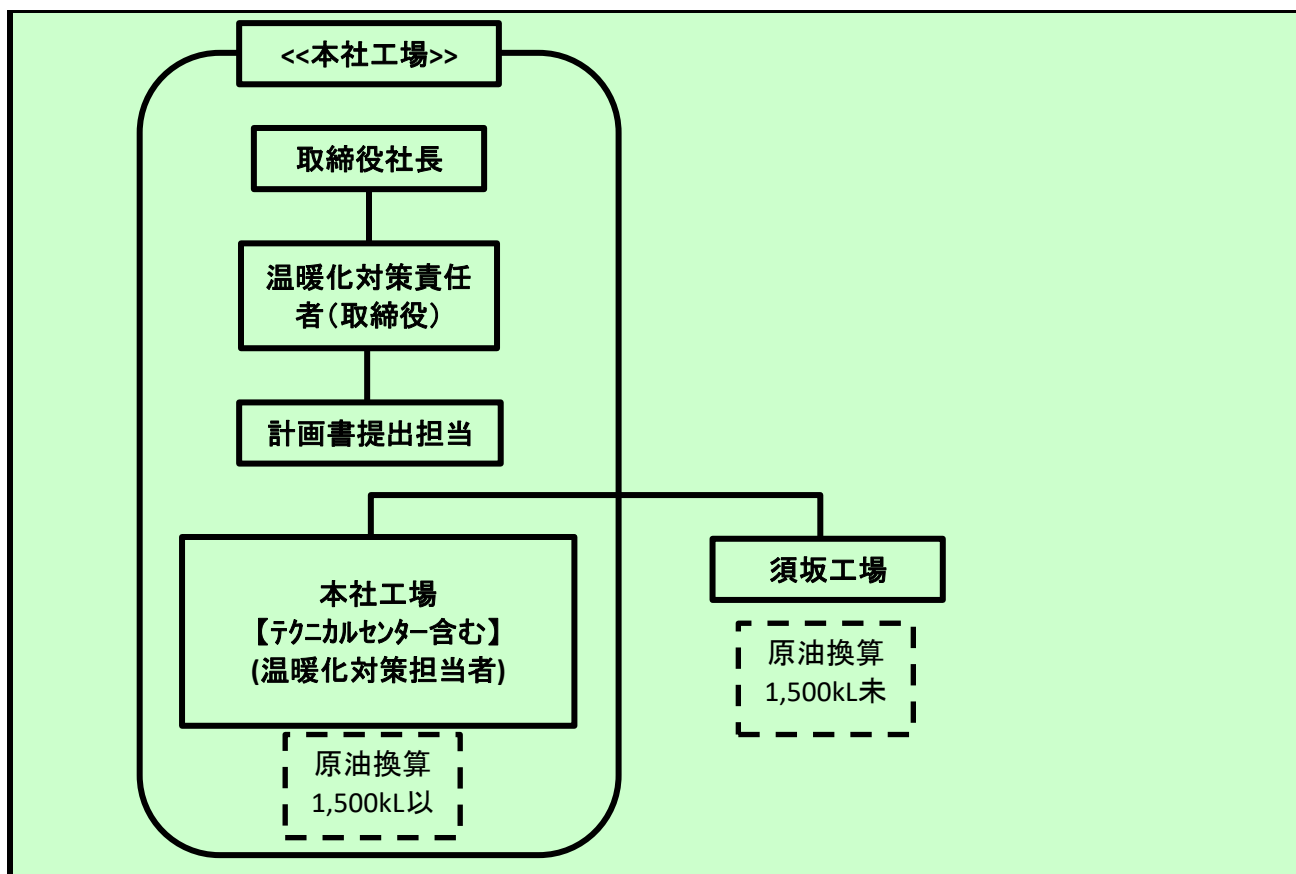 <<本社工場>>
取締役社長
温暖化対策責任
者(取締役)
計画書提出担当
本社工場
【ﾃｸﾆｶﾙｾﾝﾀｰ含む】
(温暖化対策担当者)
須坂工場
原油換算
1,500kL未
原油換算
1,500kL以